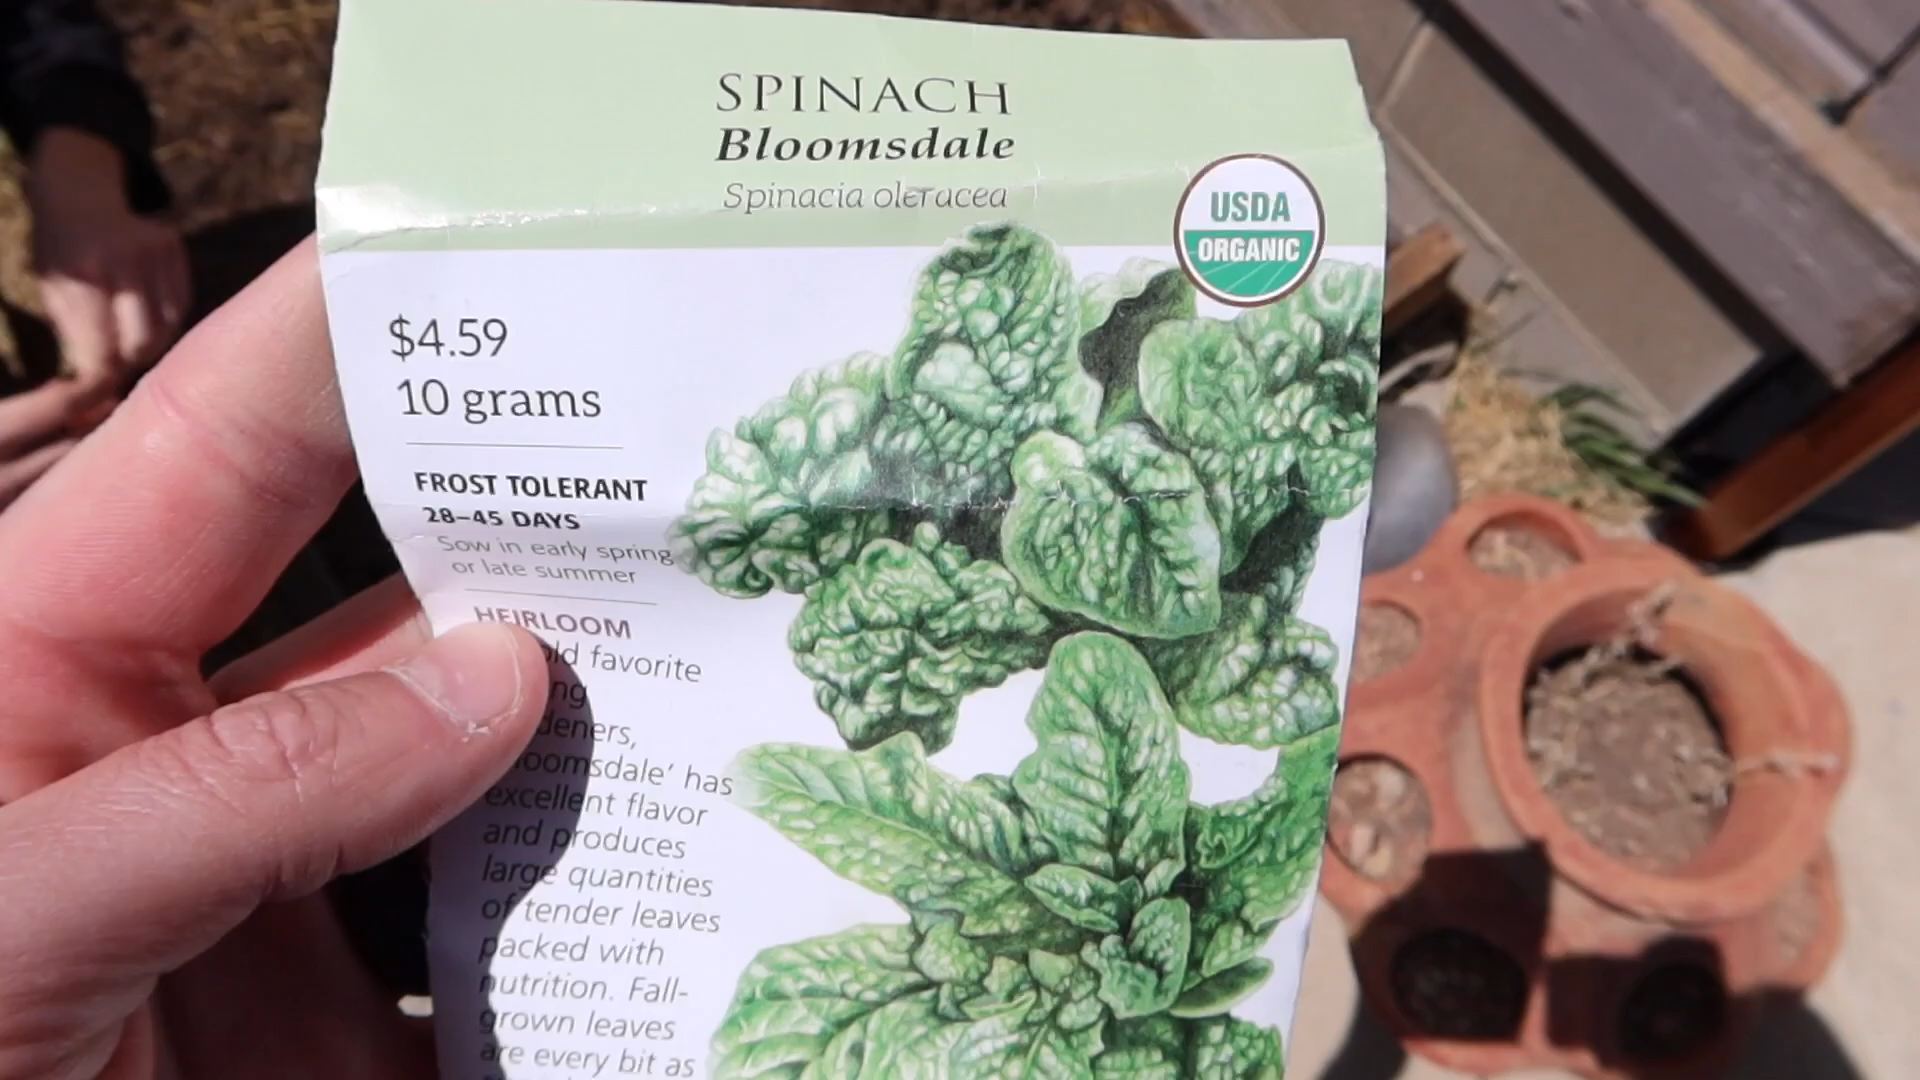 SPINACH
Bloomsdale
Spinacia oleracea
USDA
ORGANIC
$4.59
10 grams
FROST TOLERANT
28–45 DAYS
Sow in early spring
or late summer
HEIRLOOM
favorite
has
excellent flavor
and produces
large quantities
of tender leaves
packed with
nutrition. Fall-
grown leaves
are every bit as